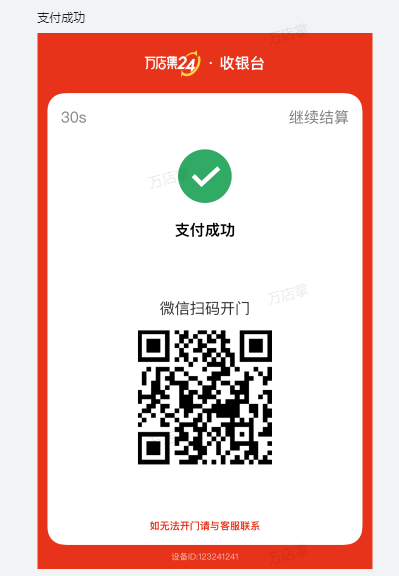 支付成功
万店集24 · 收银台
30s
继续结算
支付成功
微信扫码开门
如无法开门请与客服联系
设备ID:123241241
万店掌
万店掌
万店掌
万店掌